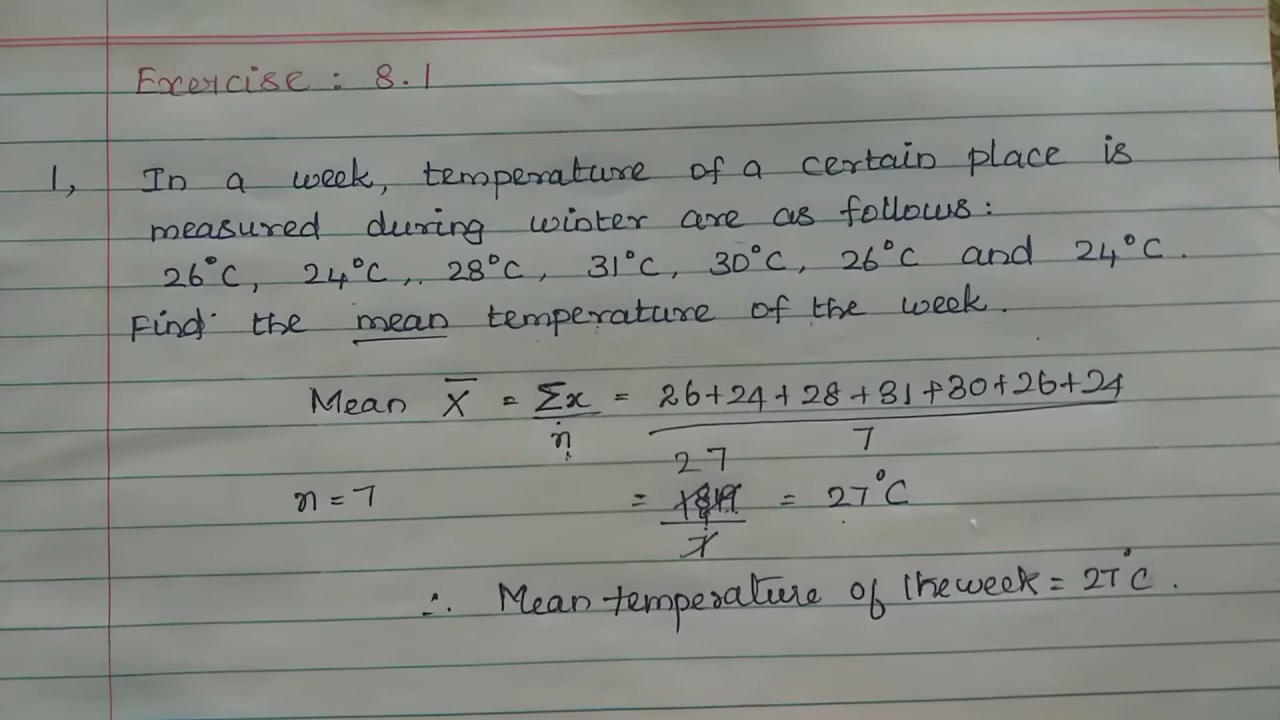 Exercise : 8.1
1, In a week, temperature of a certain place is
measured during winter are as follows:
26°C, 24°C, 28°C, 31°C, 30°C, 26°C and 24°C.
Find the mean temperature of the week.
Mean X̅ = Σx/n = 26+24+28+31+30+26+24/7
27
n = 7 = 189/7 = 27°C
∴ Mean temperature of the week = 27°C.